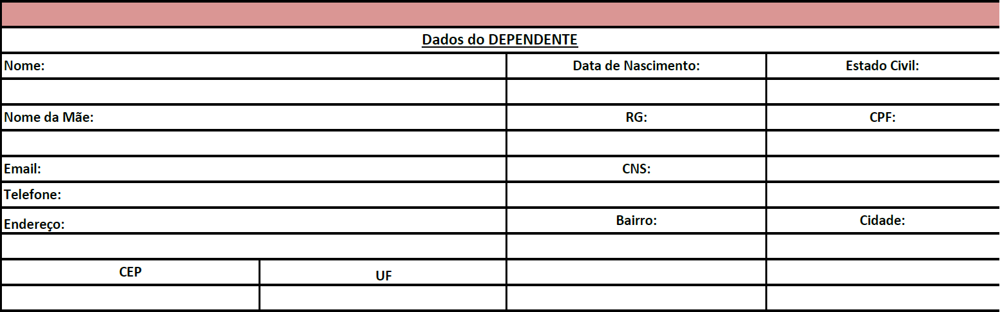 Dados do DEPENDENTE
Nome: Data de Nascimento: Estado Civil:
Nome da Mãe: RG: CPF:
Email: CNS:
Telefone:
Endereço: Bairro: Cidade:
CEP UF